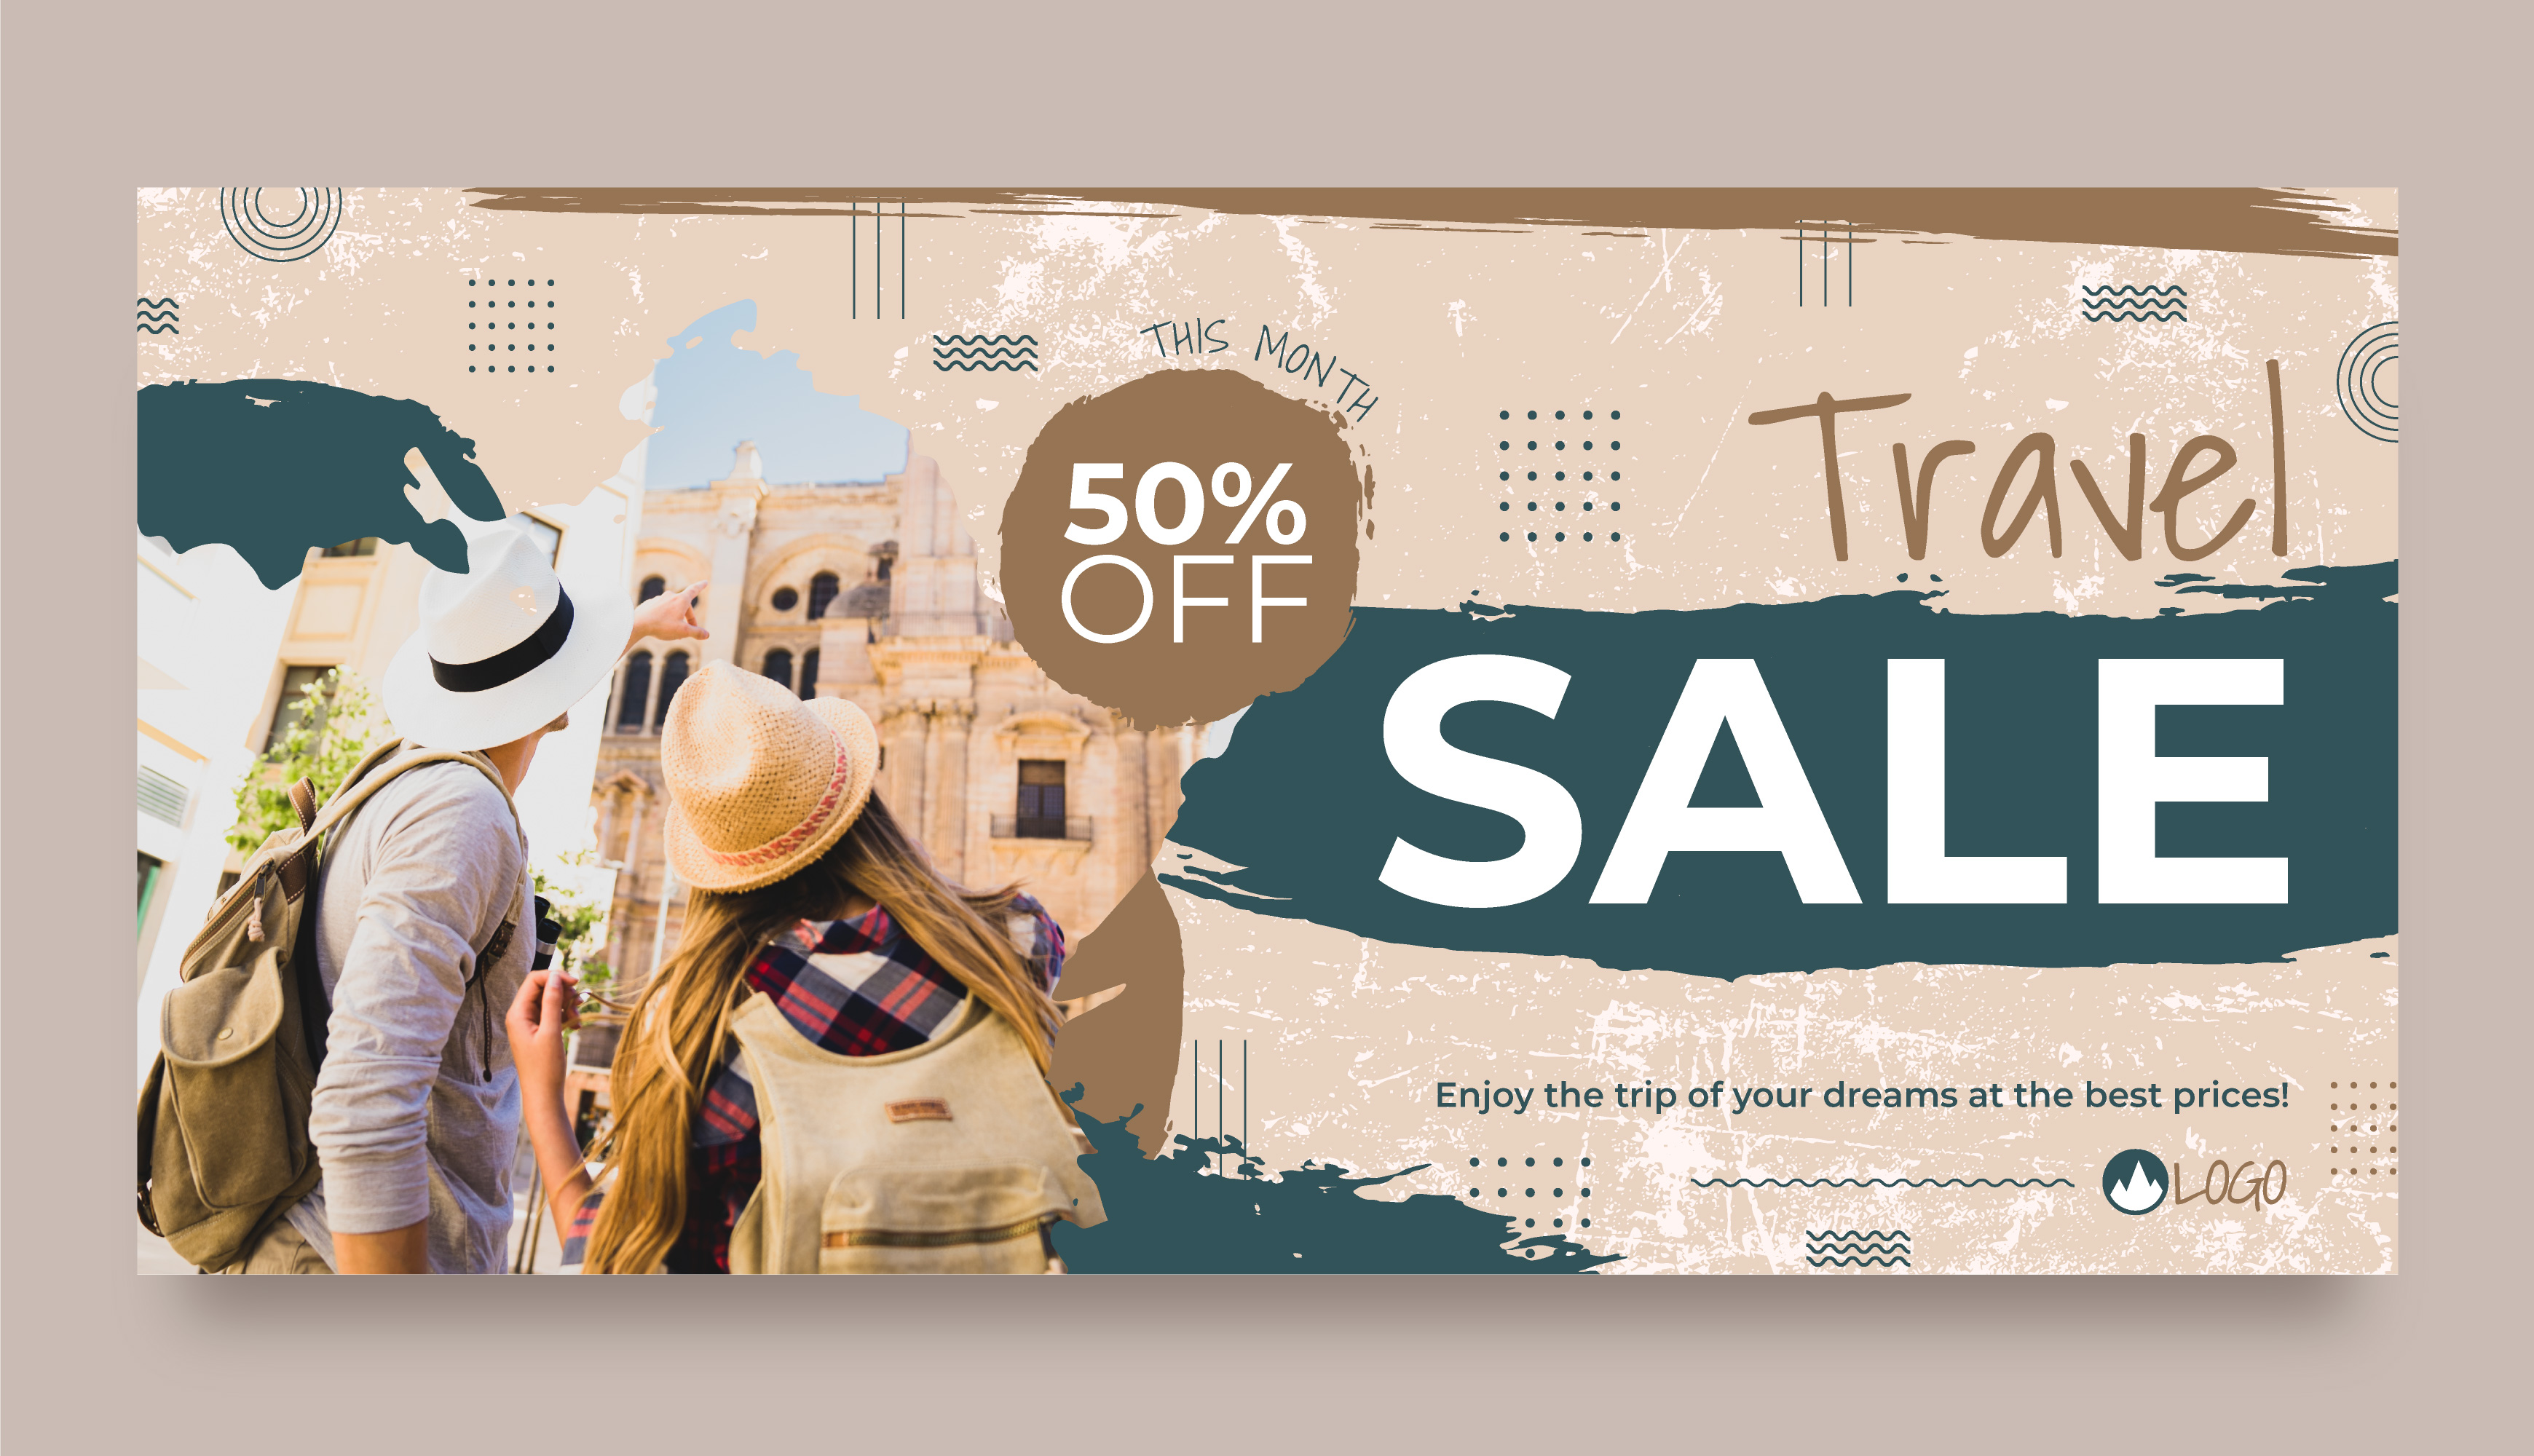 THIS MONTH
50%
OFF
Travel
SALE
Enjoy the trip of your dreams at the best prices!
LOGO